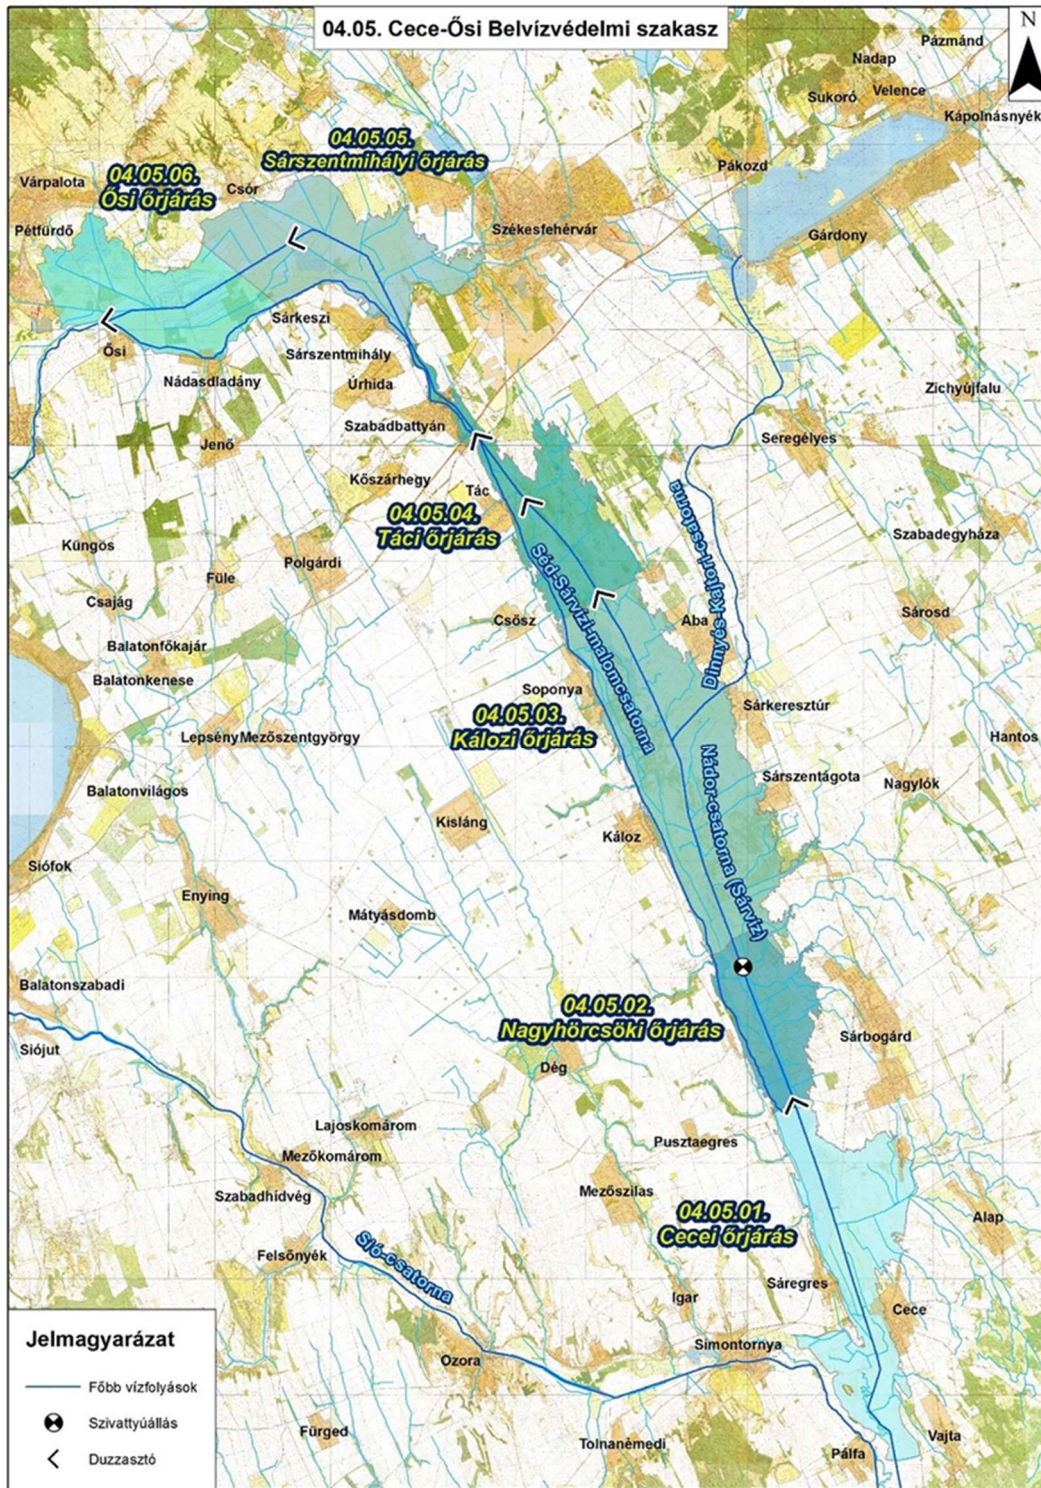 04.05. Cece-Ősi Belvízvédelmi szakasz
N
Pázmánd
Nadap
Sukoró
Velence
Kápolnásnyék
04.05.05.
Sárszentmihályi őrjárás
Pákozd
04.05.06.
Ősi őrjárás
Várpalota
Csór
Pétfürdő
Székesfehérvár
Gárdony
Sárkeszi
Ősi
Sárszentmihály
Nádasdladány
Úrhida
Zichyújfalu
Szabadbattyán
Jenő
Seregélyes
Kőszárhegy
Tác
Dinnyés-Kajtori-csatorna
04.05.04.
Táci őrjárás
Szabadegyháza
Küngös
Polgárdi
Füle
Séd-Sárvízi-malomcsatorna
Csajág
Csősz
Aba
Sárosd
Balatonfőkajár
Balatonkenese
Soponya
Sárkeresztúr
04.05.03.
Kálozi őrjárás
Lepsény
Mezőszentgyörgy
Hantos
Nádor-csatorna (Sárvíz)
Sárszentágota
Nagylók
Balatonvilágos
Kisláng
Káloz
Siófok
Enying
Mátyásdomb
Balatonszabadi
04.05.02.
Nagyhörcsöki őrjárás
Siójut
Sárbogárd
Dég
Lajoskomárom
Pusztaegres
Mezőkomárom
Szabadhídvég
Mezőszilas
04.05.01.
Cecei őrjárás
Alap
Felsőnyék
Sió-csatorna
Sáregres
Igar
Cece
Simontornya
Ozora
Fürged
Tolnanémedi
Pálfa
Vajta
Jelmagyarázat
Főbb vízfolyások
Szivattyúállás
Duzzasztó